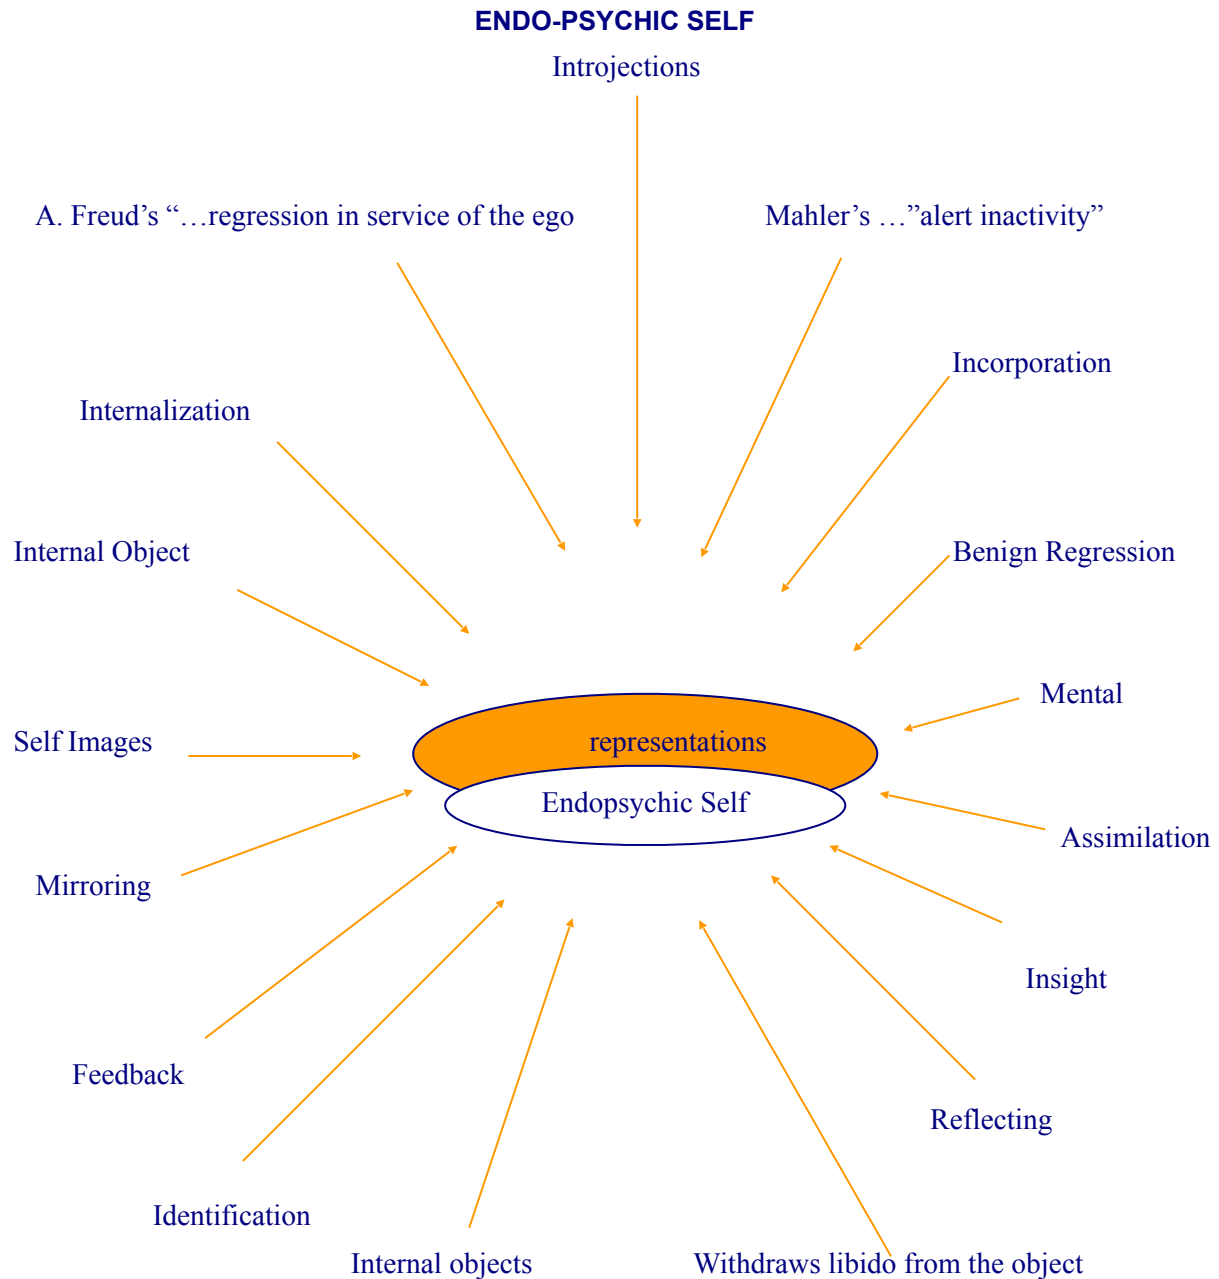 ENDO-PSYCHIC SELF
Introjections
A. Freud’s “…regression in service of the ego
Mahler’s …”alert inactivity”
Incorporation
Internalization
Internal Object
Benign Regression
Mental
Self Images
representations
Endopsychic Self
Assimilation
Mirroring
Insight
Feedback
Reflecting
Identification
Internal objects
Withdraws libido from the object